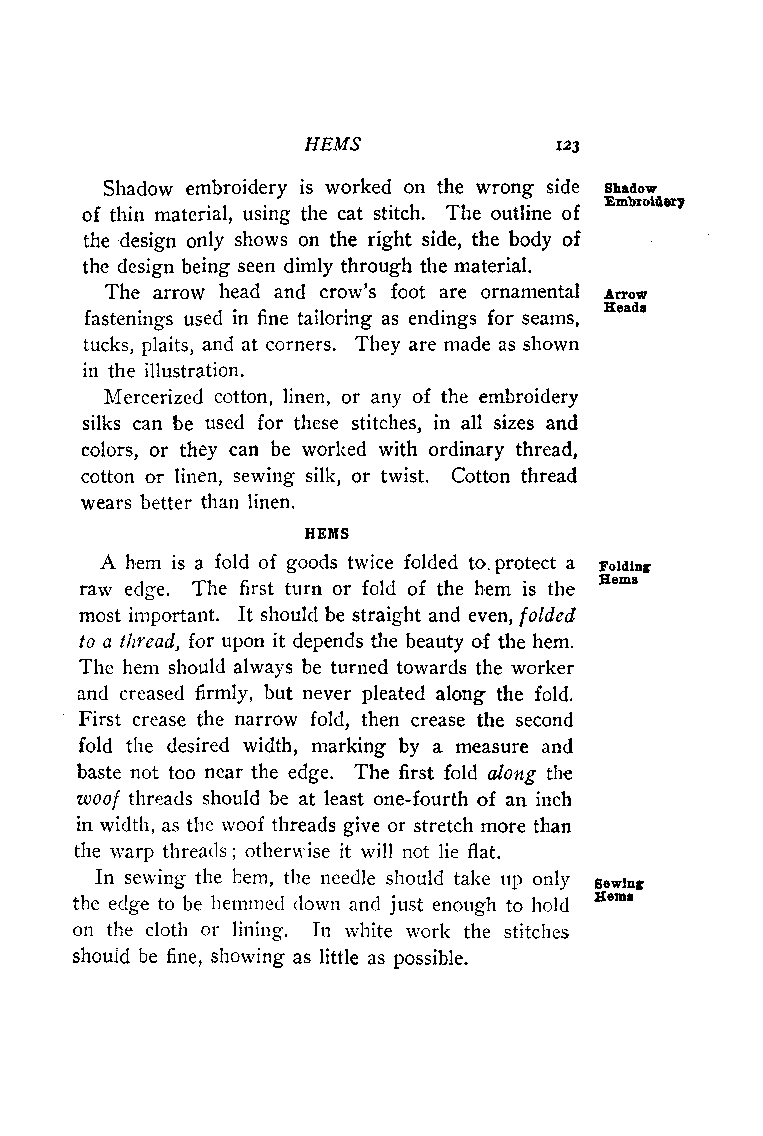 HEMS 123
Shadow embroidery is worked on the wrong side
of thin material, using the cat stitch. The outline of
the design only shows on the right side, the body of
the design being seen dimly through the material.
Shadow
Embroidery
The arrow head and crow's foot are ornamental
fastenings used in fine tailoring as endings for seams,
tucks, plaits, and at corners. They are made as shown
in the illustration.
Arrow
Heads
Mercerized cotton, linen, or any of the embroidery
silks can be used for these stitches, in all sizes and
colors, or they can be worked with ordinary thread,
cotton or linen, sewing silk, or twist. Cotton thread
wears better than linen.
HEMS
A hem is a fold of goods twice folded to protect a
raw edge. The first turn or fold of the hem is the
most important. It should be straight and even, folded
to a thread, for upon it depends the beauty of the hem.
The hem should always be turned towards the worker
and creased firmly, but never pleated along the fold.
First crease the narrow fold, then crease the second
fold the desired width, marking by a measure and
baste not too near the edge. The first fold along the
woof threads should be at least one-fourth of an inch
in width, as the woof threads give or stretch more than
the warp threads; otherwise it will not lie flat.
Folding
Hems
In sewing the hem, the needle should take up only
the edge to be hemmed down and just enough to hold
on the cloth or lining. In white work the stitches
should be fine, showing as little as possible.
Sewing
Hems